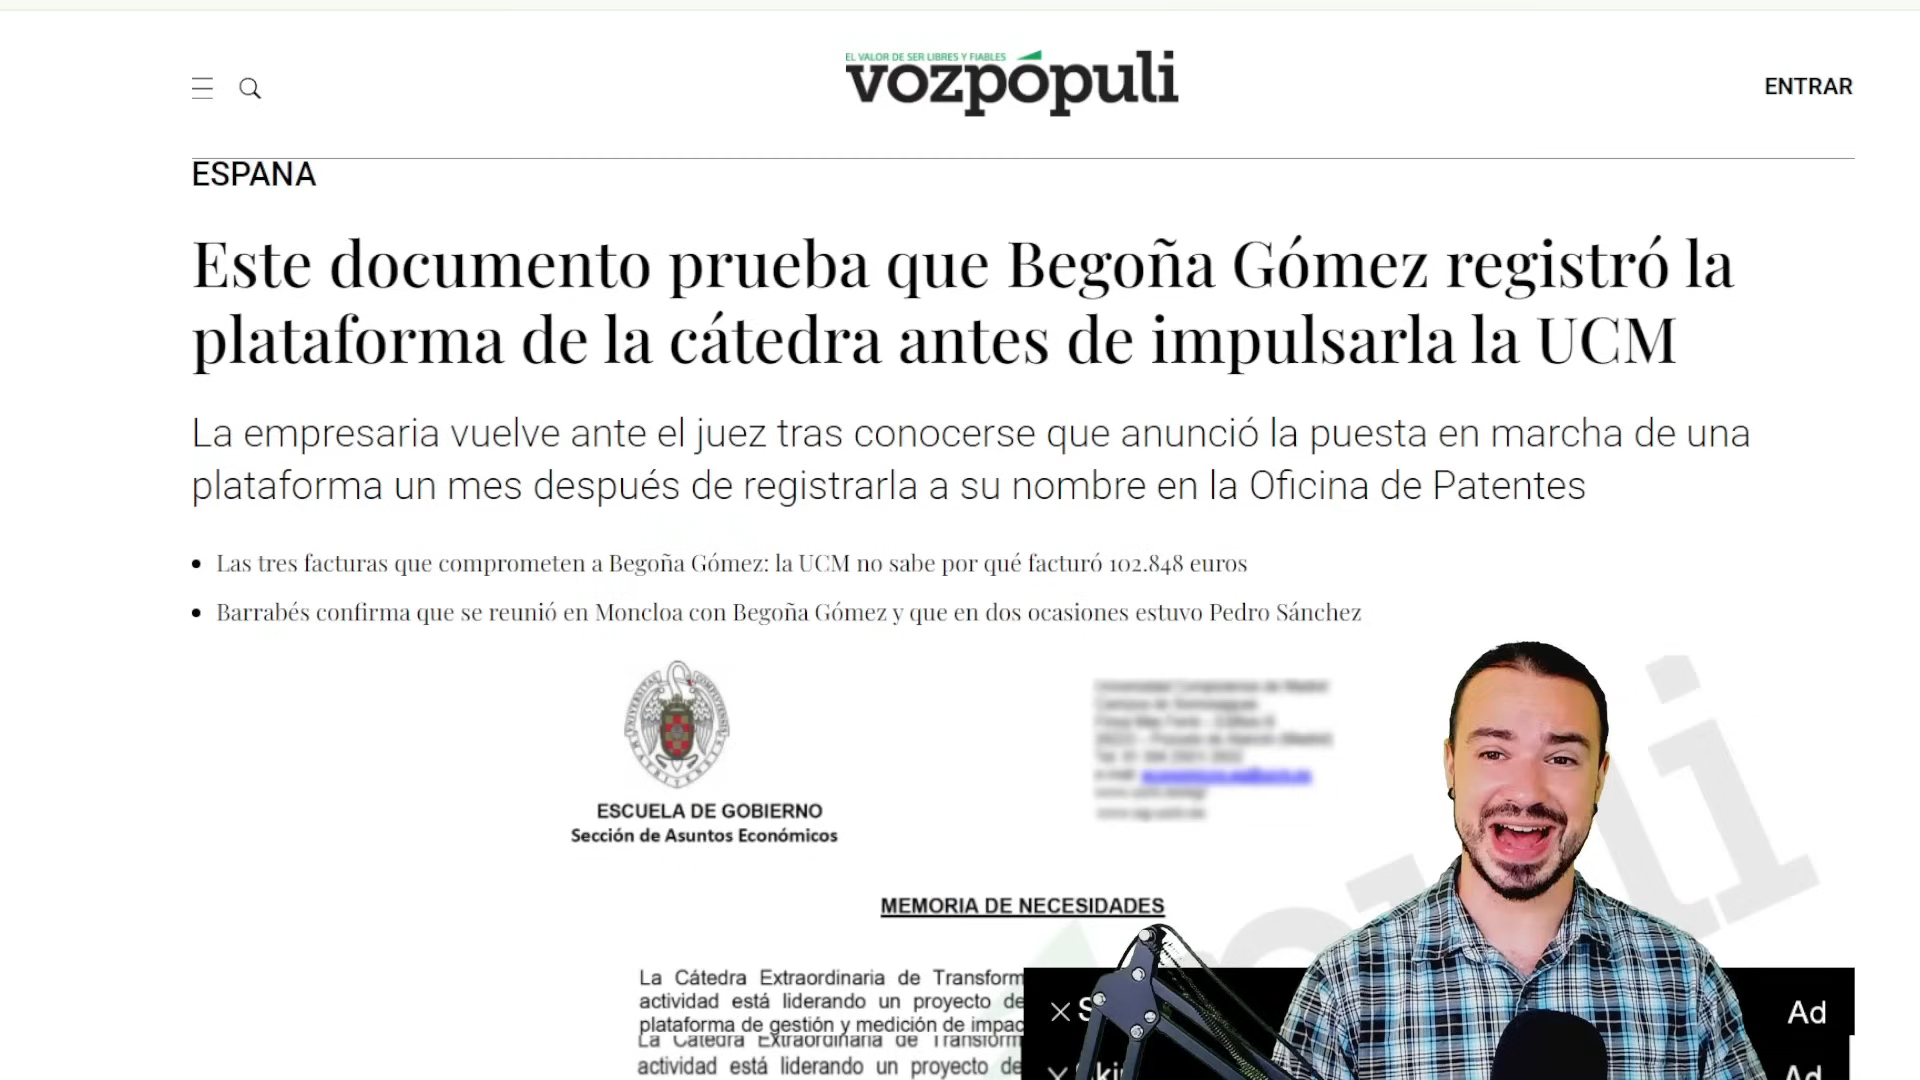 EL VALOR DE SER LIBRES Y FIABLES
vozpópuli
ENTRAR
ESPANA
Este documento prueba que Begoña Gómez registró la
plataforma de la cátedra antes de impulsarla la UCM
La empresaria vuelve ante el juez tras conocerse que anunció la puesta en marcha de una
plataforma un mes después de registrarla a su nombre en la Oficina de Patentes
Las tres facturas que comprometen a Begoña Gómez: la UCM no sabe por qué facturó 102.848 euros
Barrabés confirma que se reunió en Moncloa con Begoña Gómez y que en dos ocasiones estuvo Pedro Sánchez
ESCUELA DE GOBIERNO
Sección de Asuntos Económicos
MEMORIA DE NECESIDADES
La Cátedra Extraordinaria de Transform
actividad está liderando un proyecto de
plataforma de gestión y medición de impac
La Cátedra Extraordinaria de Transform
actividad está liderando un proyecto de
Ad
Ad